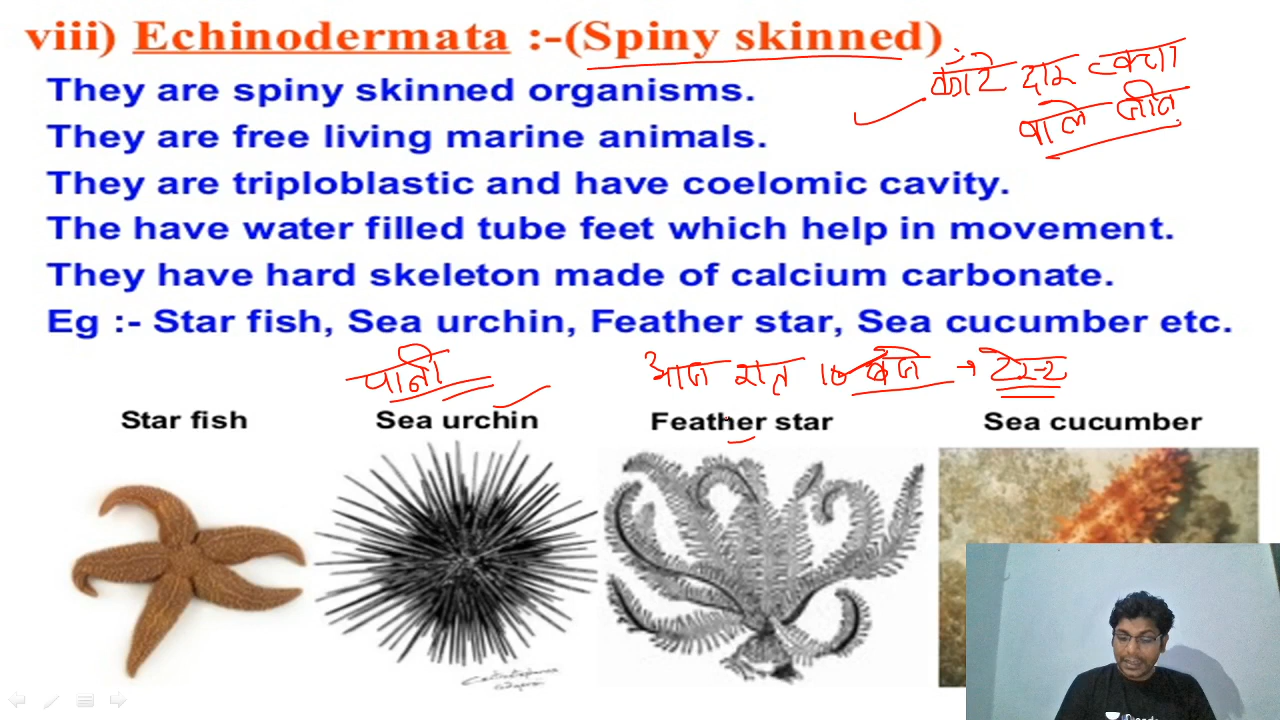 viii) Echinodermata :-(Spiny skinned)
काँटे दार त्वचा
वाले जीव
They are spiny skinned organisms.
They are free living marine animals.
They are triploblastic and have coelomic cavity.
The have water filled tube feet which help in movement.
They have hard skeleton made of calcium carbonate.
Eg :- Star fish, Sea urchin, Feather star, Sea cucumber etc.
पानी
आज रात 10 बजे → टेस्ट
Star fish
Sea urchin
Feather star
Sea cucumber